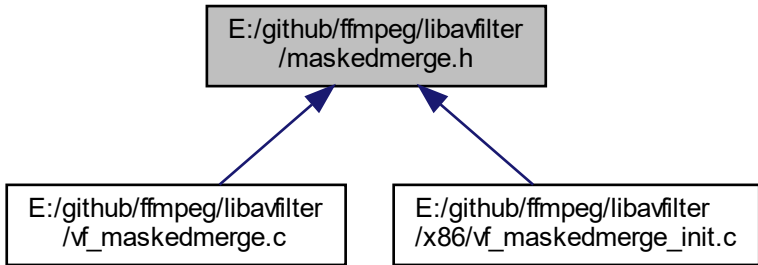 E:/github/ffmpeg/libavfilter
/maskedmerge.h
E:/github/ffmpeg/libavfilter
/vf_maskedmerge.c
E:/github/ffmpeg/libavfilter
/x86/vf_maskedmerge_init.c